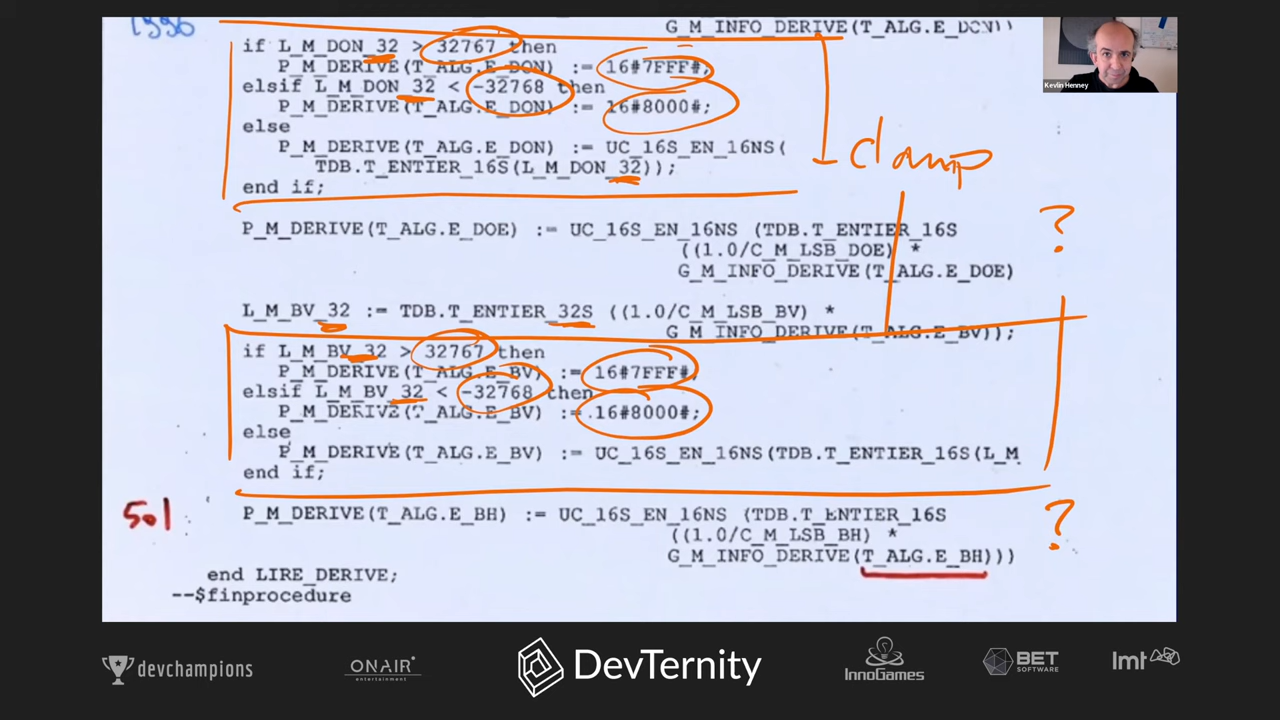 1996
G_M_INFO_DERIVE(T_ALG.E_DON))
if L_M_DON_32 > 32767 then
P_M_DERIVE(T_ALG.E_DON) := 16#7FFF#;
elsif L_M_DON_32 < -32768 then
P_M_DERIVE(T_ALG.E_DON) := 16#8000#;
else
P_M_DERIVE(T_ALG.E_DON) := UC_16S_EN_16NS(
TDB.T_ENTIER_16S(L_M_DON_32));
end if;
clamp
P_M_DERIVE(T_ALG.E_DOE) := UC_16S_EN_16NS (TDB.T_ENTIER_16S
((1.0/C_M_LSB_DOE) *
G_M_INFO_DERIVE(T_ALG.E_DOE)
?
L_M_BV_32 := TDB.T_ENTIER_32S ((1.0/C_M_LSB_BV) *
G_M_INFO_DERIVE(T_ALG.E_BV));
if L_M_BV_32 > 32767 then
P_M_DERIVE(T_ALG.E_BV) := 16#7FFF#;
elsif L_M_BV_32 < -32768 then
P_M_DERIVE(T_ALG.E_BV) := 16#8000#;
else
P_M_DERIVE(T_ALG.E_BV) := UC_16S_EN_16NS(TDB.T_ENTIER_16S(L_M
end if;
501
P_M_DERIVE(T_ALG.E_BH) := UC_16S_EN_16NS (TDB.T_ENTIER_16S
((1.0/C_M_LSB_BH) *
G_M_INFO_DERIVE(T_ALG.E_BH)))
?
end LIRE_DERIVE;
--$finprocedure
Kevlin Henney
devchampions
ONAIR
entertainment
DevTernity
InnoGames
BET
SOFTWARE
lmt